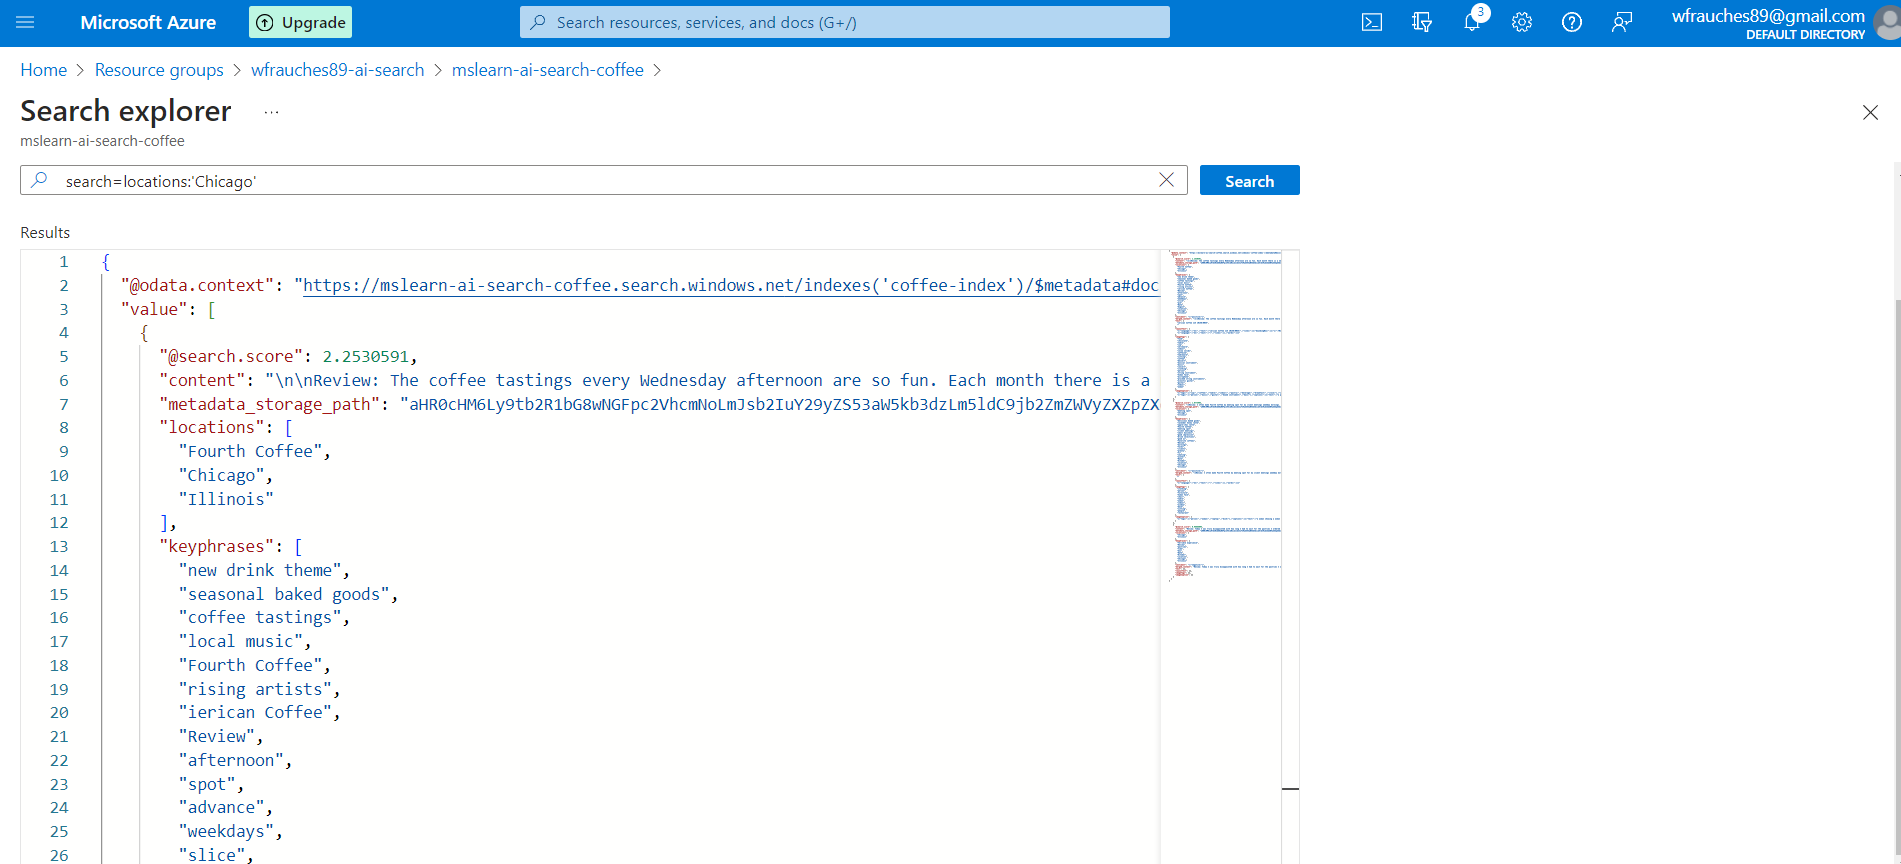 Microsoft Azure
Upgrade
Search resources, services, and docs (G+/)
3
wfrauches89@gmail.com
DEFAULT DIRECTORY
Home > Resource groups > wfrauches89-ai-search > mslearn-ai-search-coffee >
Search explorer ...
mslearn-ai-search-coffee
search=locations:'Chicago'
Search
Results
1 {
2 "@odata.context": "https://mslearn-ai-search-coffee.search.windows.net/indexes('coffee-index')/$metadata#doc
3 "value": [
4 {
5 "@search.score": 2.2530591,
6 "content": "\n\nReview: The coffee tastings every Wednesday afternoon are so fun. Each month there is a
7 "metadata_storage_path": "aHR0cHM6Ly9tb2R1bG8wNGFpc2VhcmNoLmJsb2IuY29yZS53aW5kb3dzLm5ldC9jb2ZmZWVyZXZpZX
8 "locations": [
9 "Fourth Coffee",
10 "Chicago",
11 "Illinois"
12 ],
13 "keyphrases": [
14 "new drink theme",
15 "seasonal baked goods",
16 "coffee tastings",
17 "local music",
18 "Fourth Coffee",
19 "rising artists",
20 "ierican Coffee",
21 "Review",
22 "afternoon",
23 "spot",
24 "advance",
25 "weekdays",
26 "slice",